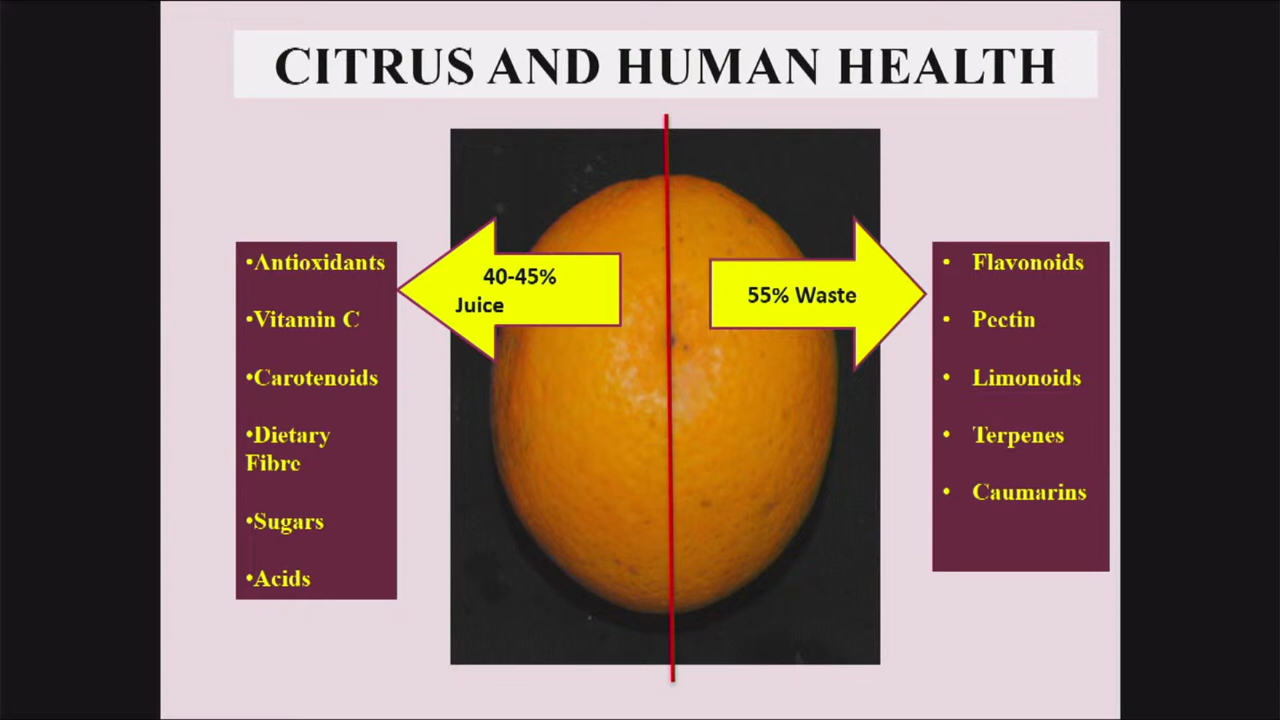 CITRUS AND HUMAN HEALTH
40-45%
Juice
55% Waste
•Antioxidants
•Vitamin C
•Carotenoids
•Dietary
Fibre
•Sugars
•Acids
• Flavonoids
• Pectin
• Limonoids
• Terpenes
• Caumarins